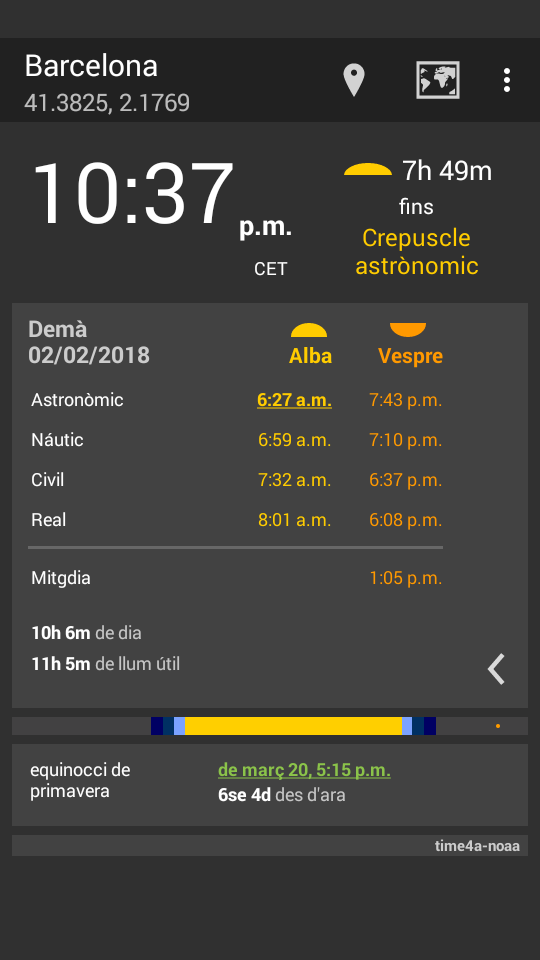 Barcelona
41.3825, 2.1769
10:37 p.m.
CET
7h 49m
fins
Crepuscle
astrònomic
Demà
02/02/2018
Alba
Vespre
Astronòmic 6:27 a.m. 7:43 p.m.
Náutic 6:59 a.m. 7:10 p.m.
Civil 7:32 a.m. 6:37 p.m.
Real 8:01 a.m. 6:08 p.m.
Mitgdia 1:05 p.m.
10h 6m de dia
11h 5m de llum útil
equinocci de
primavera
de març 20, 5:15 p.m.
6se 4d des d'ara
time4a-noaa